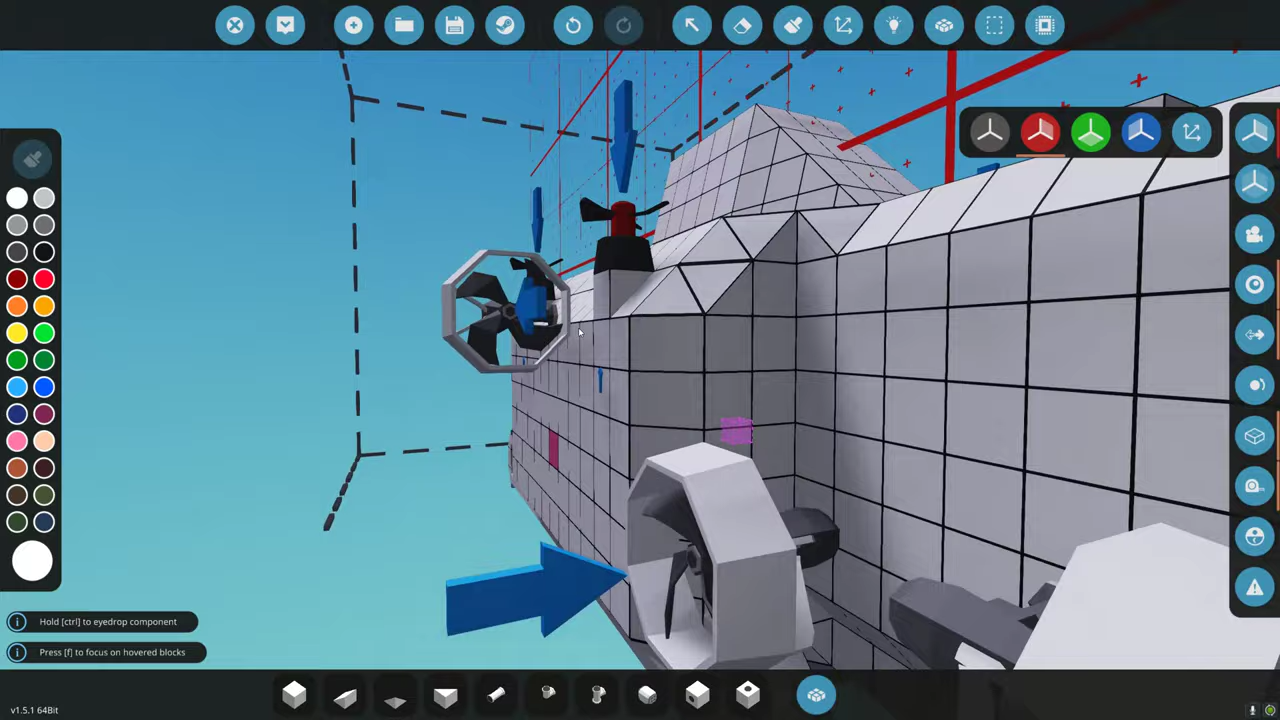 Hold [ctrl] to eyedrop component
Press [f] to focus on hovered blocks
v1.5.1 64Bit